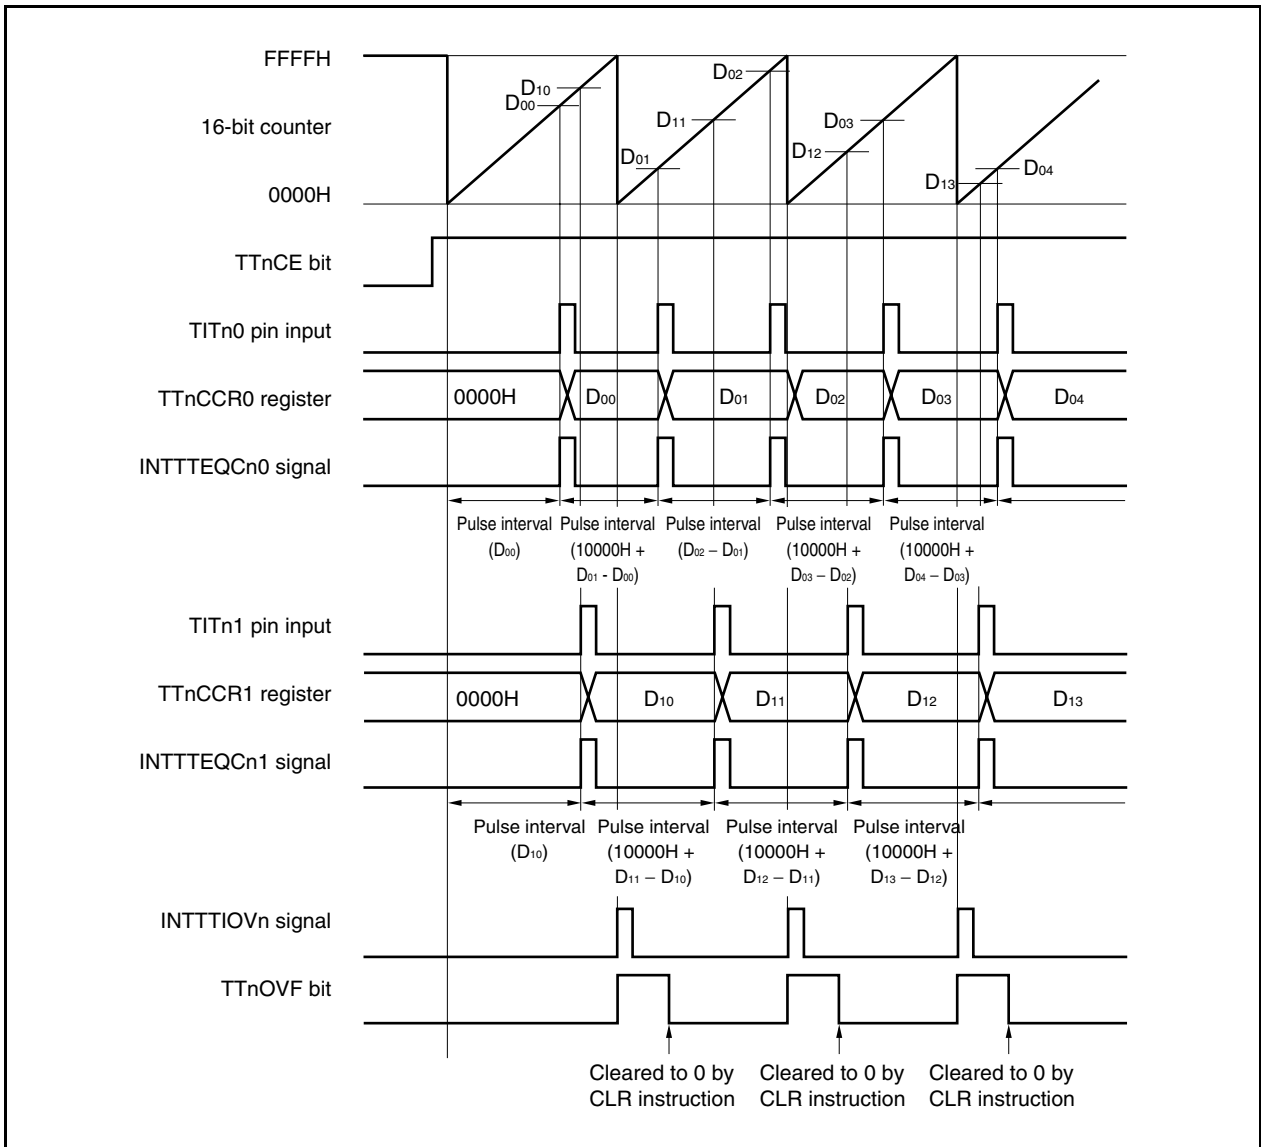 FFFFH
D02
D10
D00
16-bit counter
D11
D03
D12
D01
D13
D04
0000H
TTnCE bit
TITn0 pin input
TTnCCR0 register
0000H D00 D01 D02 D03 D04
INTTTEQCn0 signal
Pulse interval Pulse interval Pulse interval Pulse interval Pulse interval
(D00) (10000H + (D02 – D01) (10000H + (10000H +
D01 - D00) D03 – D02) D04 – D03)
TITn1 pin input
TTnCCR1 register
0000H D10 D11 D12 D13
INTTTEQCn1 signal
Pulse interval Pulse interval Pulse interval Pulse interval
(D10) (10000H + (10000H + (10000H +
D11 – D10) D12 – D11) D13 – D12)
INTTTIOVn signal
TTnOVF bit
Cleared to 0 by Cleared to 0 by Cleared to 0 by
CLR instruction CLR instruction CLR instruction